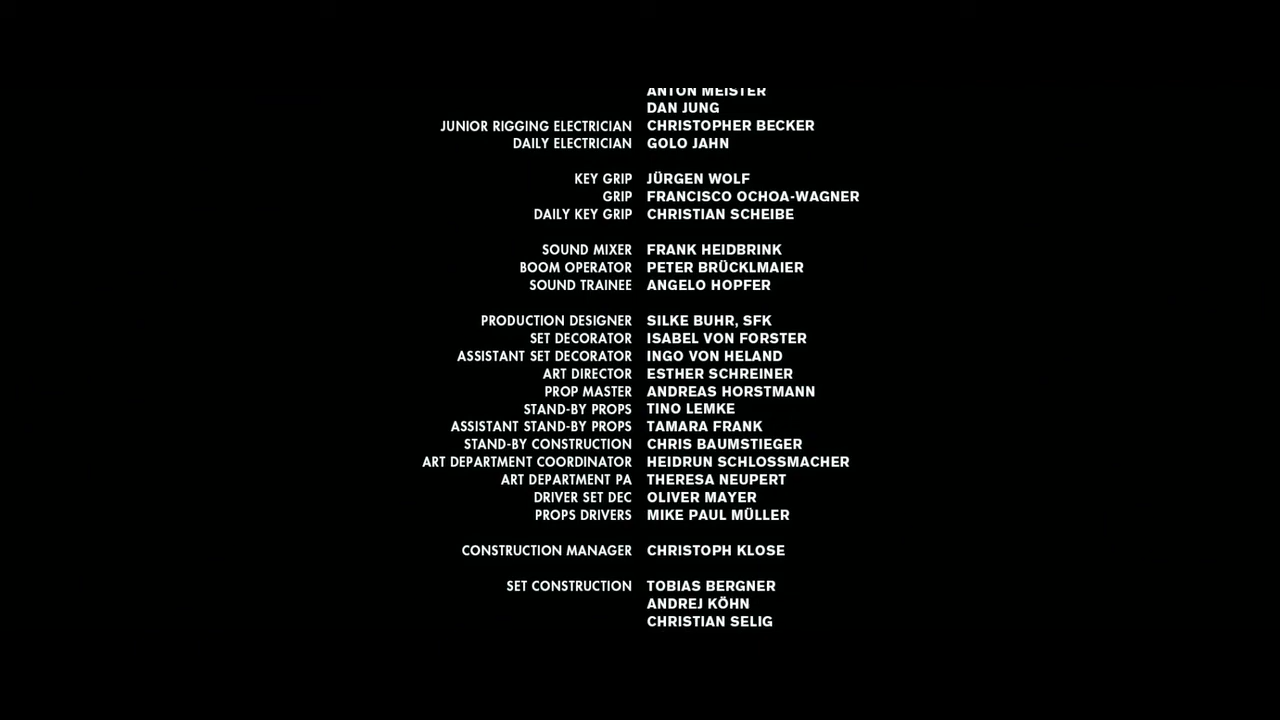 ANTON MEISTER
DAN JUNG
JUNIOR RIGGING ELECTRICIAN CHRISTOPHER BECKER
DAILY ELECTRICIAN GOLO JAHN
KEY GRIP JÜRGEN WOLF
GRIP FRANCISCO OCHOA-WAGNER
DAILY KEY GRIP CHRISTIAN SCHEIBE
SOUND MIXER FRANK HEIDBRINK
BOOM OPERATOR PETER BRÜCKLMAIER
SOUND TRAINEE ANGELO HOPFER
PRODUCTION DESIGNER SILKE BUHR, SFK
SET DECORATOR ISABEL VON FORSTER
ASSISTANT SET DECORATOR INGO VON HELAND
ART DIRECTOR ESTHER SCHREINER
PROP MASTER ANDREAS HORSTMANN
STAND-BY PROPS TINO LEMKE
ASSISTANT STAND-BY PROPS TAMARA FRANK
STAND-BY CONSTRUCTION CHRIS BAUMSTIEGER
ART DEPARTMENT COORDINATOR HEIDRUN SCHLOSSMACHER
ART DEPARTMENT PA THERESA NEUPERT
DRIVER SET DEC OLIVER MAYER
PROPS DRIVERS MIKE PAUL MÜLLER
CONSTRUCTION MANAGER CHRISTOPH KLOSE
SET CONSTRUCTION TOBIAS BERGNER
ANDREJ KÖHN
CHRISTIAN SELIG